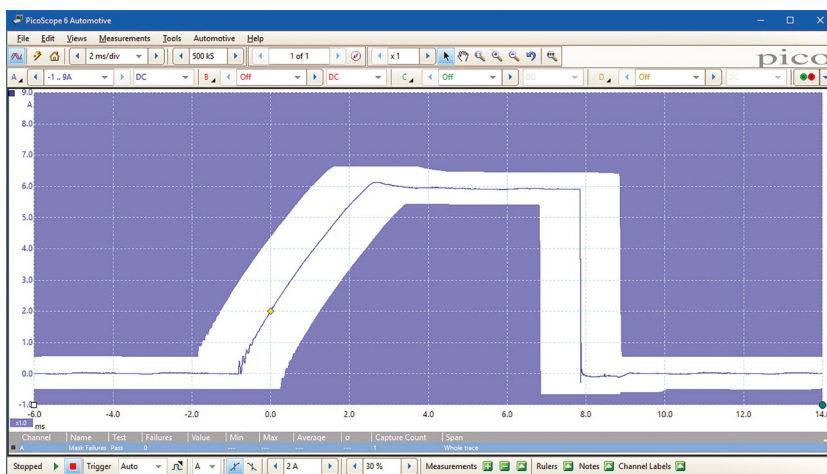 PicoScope 6 Automotive
File Edit Views Measurements Tools Automotive Help
2 ms/div 500 kS 1 of 1 x 1 pico
A -1 .. 9A DC B Off DC C Off DC D Off DC
9.0
A
8.0
7.0
6.0
5.0
4.0
3.0
2.0
1.0
0.0
-1.0
-6.0 -4.0 -2.0 0.0 2.0 4.0 6.0 8.0 10.0 12.0 14.0
x1.0 ms
Channel Name Test Failures Value Min Max Average σ Capture Count Span
A Mask Failures Pass 0 --- --- --- --- --- 1 Whole trace
Stopped Trigger Auto A 2 A 30 % Measurements Rulers Notes Channel Labels